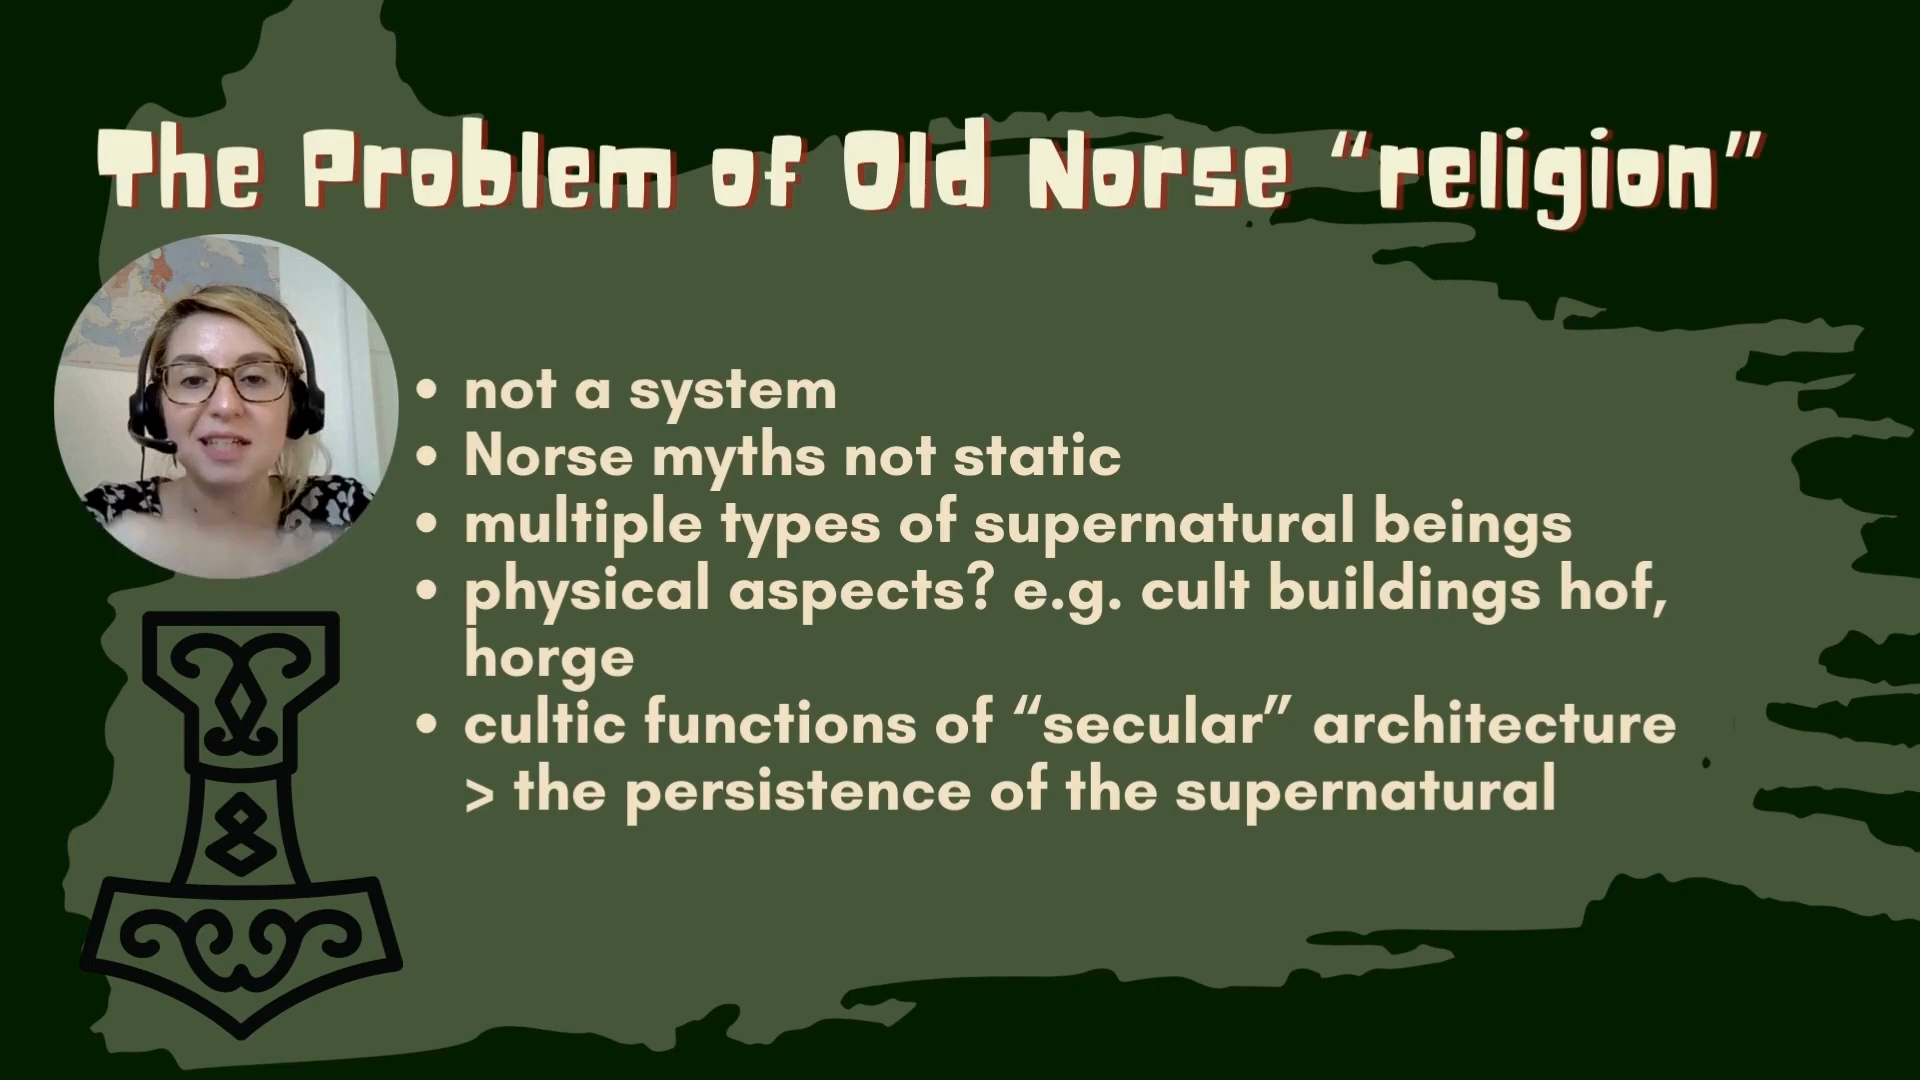 The Problem of Old Norse “religion”
• not a system
• Norse myths not static
• multiple types of supernatural beings
• physical aspects? e.g. cult buildings hof,
horge
• cultic functions of “secular” architecture
> the persistence of the supernatural